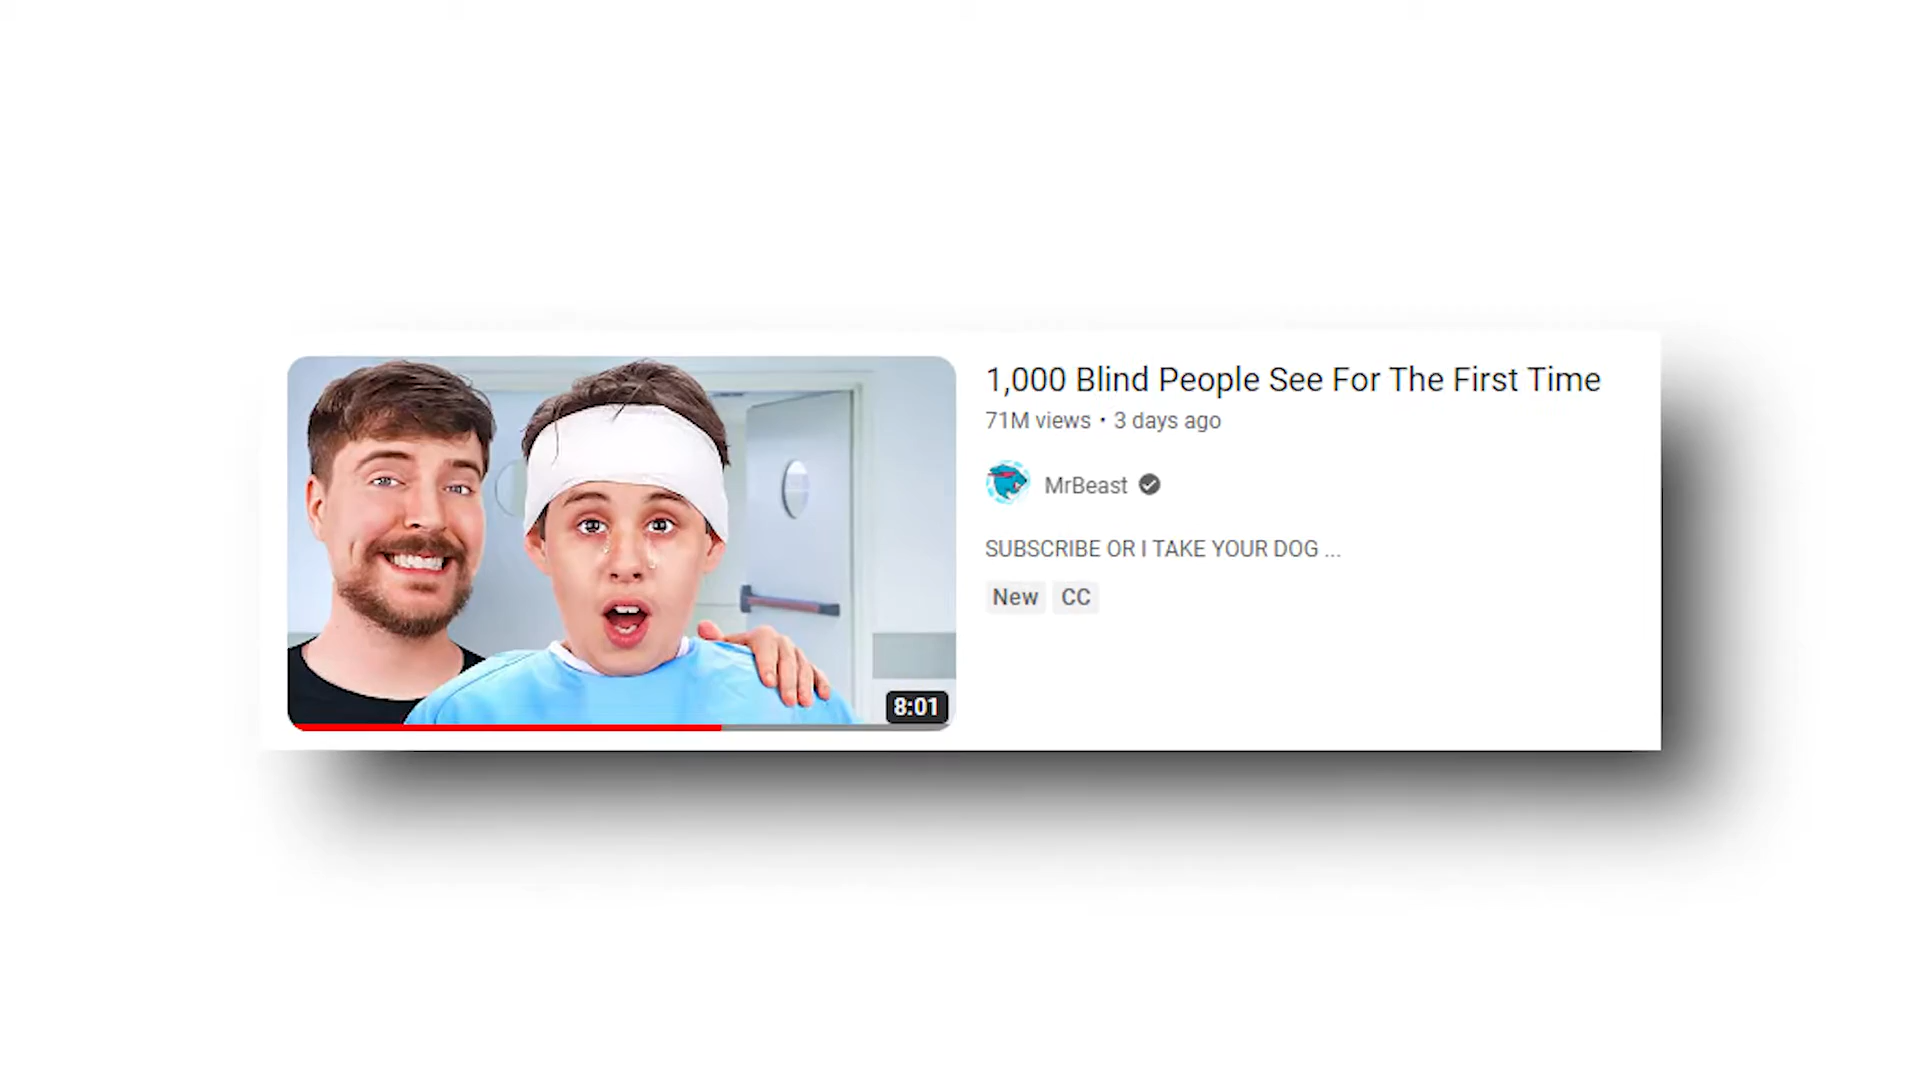 1,000 Blind People See For The First Time
71M views • 3 days ago
MrBeast
SUBSCRIBE OR I TAKE YOUR DOG ...
New CC
8:01